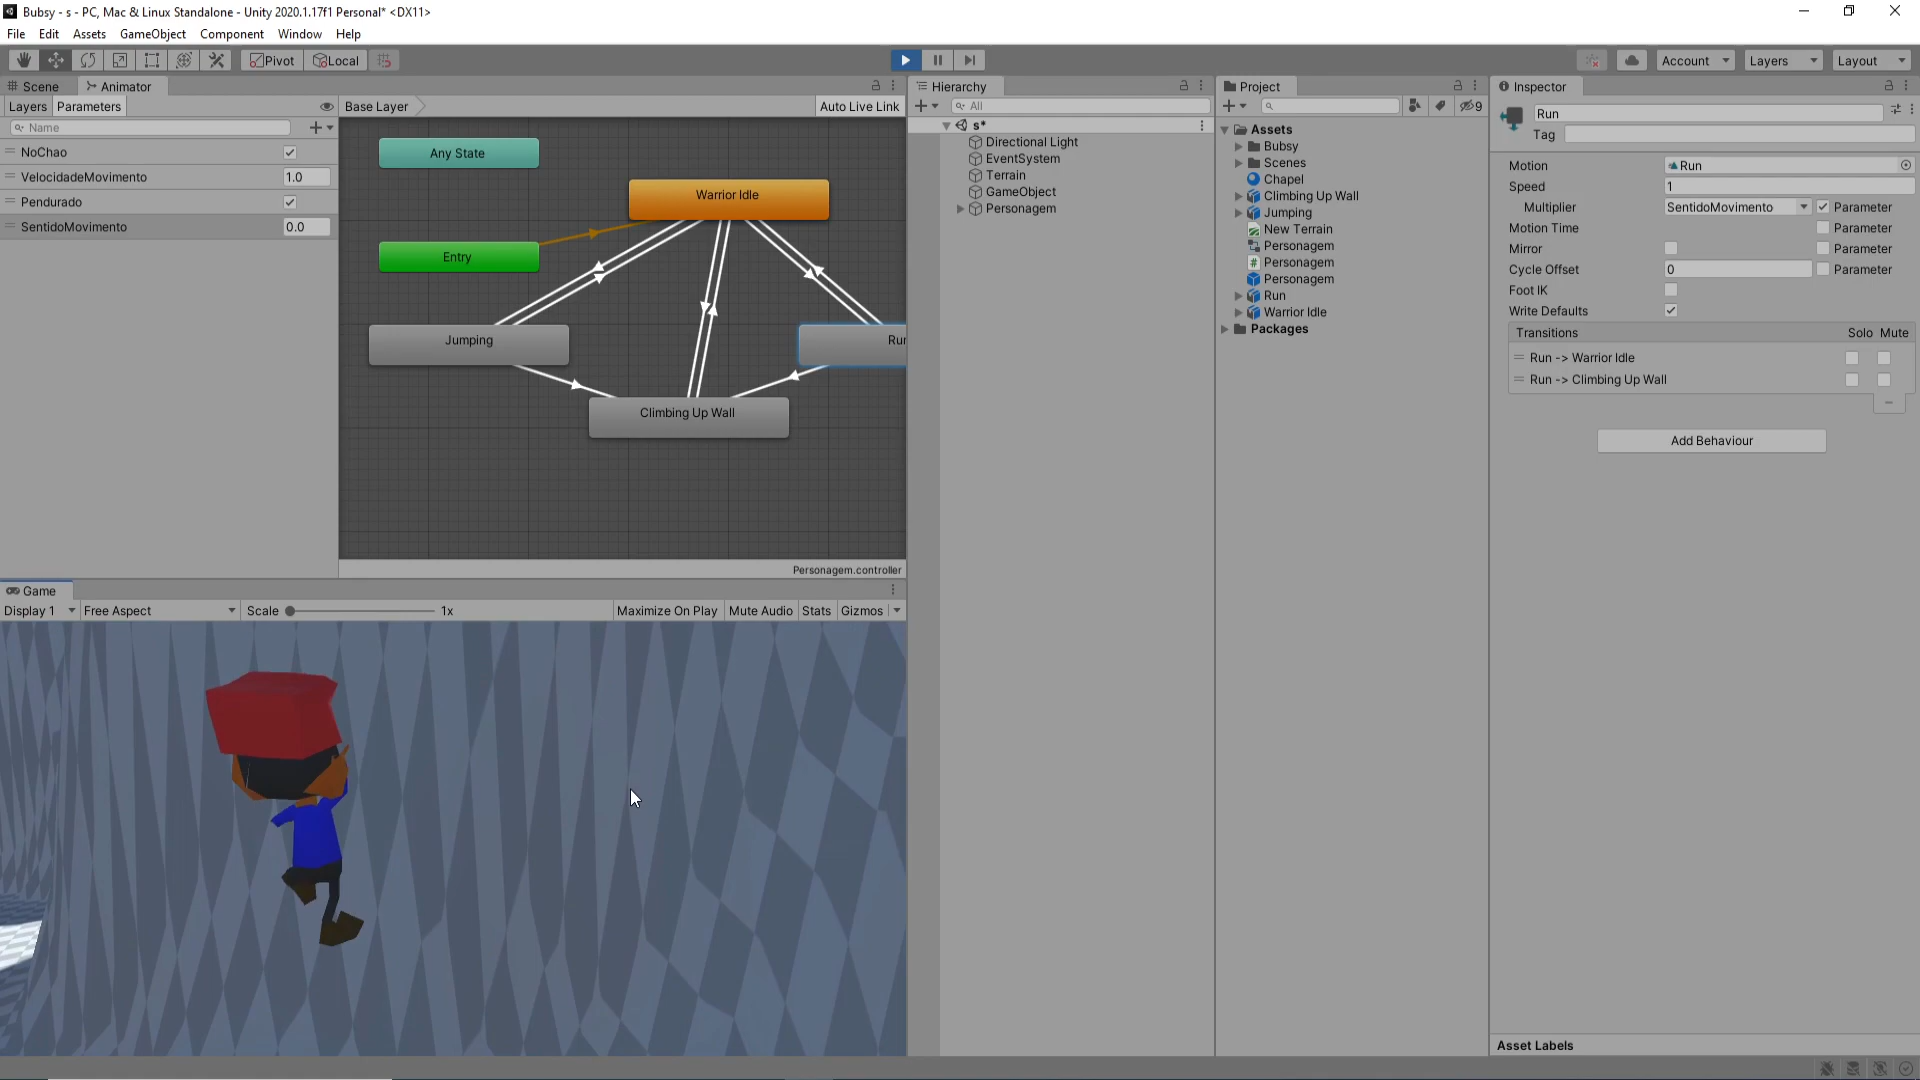 Bubsy - s - PC, Mac & Linux Standalone - Unity 2020.1.17f1 Personal* <DX11>
File Edit Assets GameObject Component Window Help
Pivot Local Account Layers Layout
Scene Animator
Layers Parameters Base Layer Auto Live Link
Name
NoChao
VelocidadeMovimento 1.0
Pendurado
SentidoMovimento 0.0
Any State
Warrior Idle
Entry
Jumping
Rur
Climbing Up Wall
Personagem.controller
Game
Display 1 Free Aspect Scale 1x Maximize On Play Mute Audio Stats Gizmos
Hierarchy
All
s*
Directional Light
EventSystem
Terrain
GameObject
Personagem
Project
9
Assets
Bubsy
Scenes
Chapel
Climbing Up Wall
Jumping
New Terrain
Personagem
Personagem
Personagem
Run
Warrior Idle
Packages
Inspector
Run
Tag
Motion Run
Speed 1
Multiplier SentidoMovimento Parameter
Motion Time Parameter
Mirror Parameter
Cycle Offset 0 Parameter
Foot IK
Write Defaults
Transitions Solo Mute
Run -> Warrior Idle
Run -> Climbing Up Wall
Add Behaviour
Asset Labels